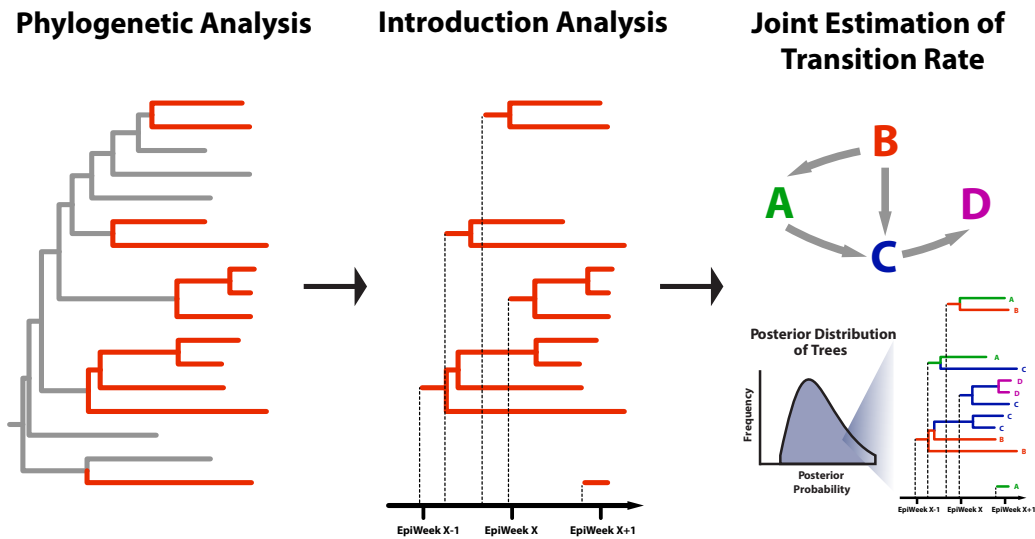 Phylogenetic Analysis
Introduction Analysis
Joint Estimation of
Transition Rate
B
A
D
C
EpiWeek X-1
EpiWeek X
EpiWeek X+1
Posterior Distribution
of Trees
Frequency
Posterior
Probability
A
B
A
C
D
D
C
C
C
B
B
A
EpiWeek X-1
EpiWeek X
EpiWeek X+1